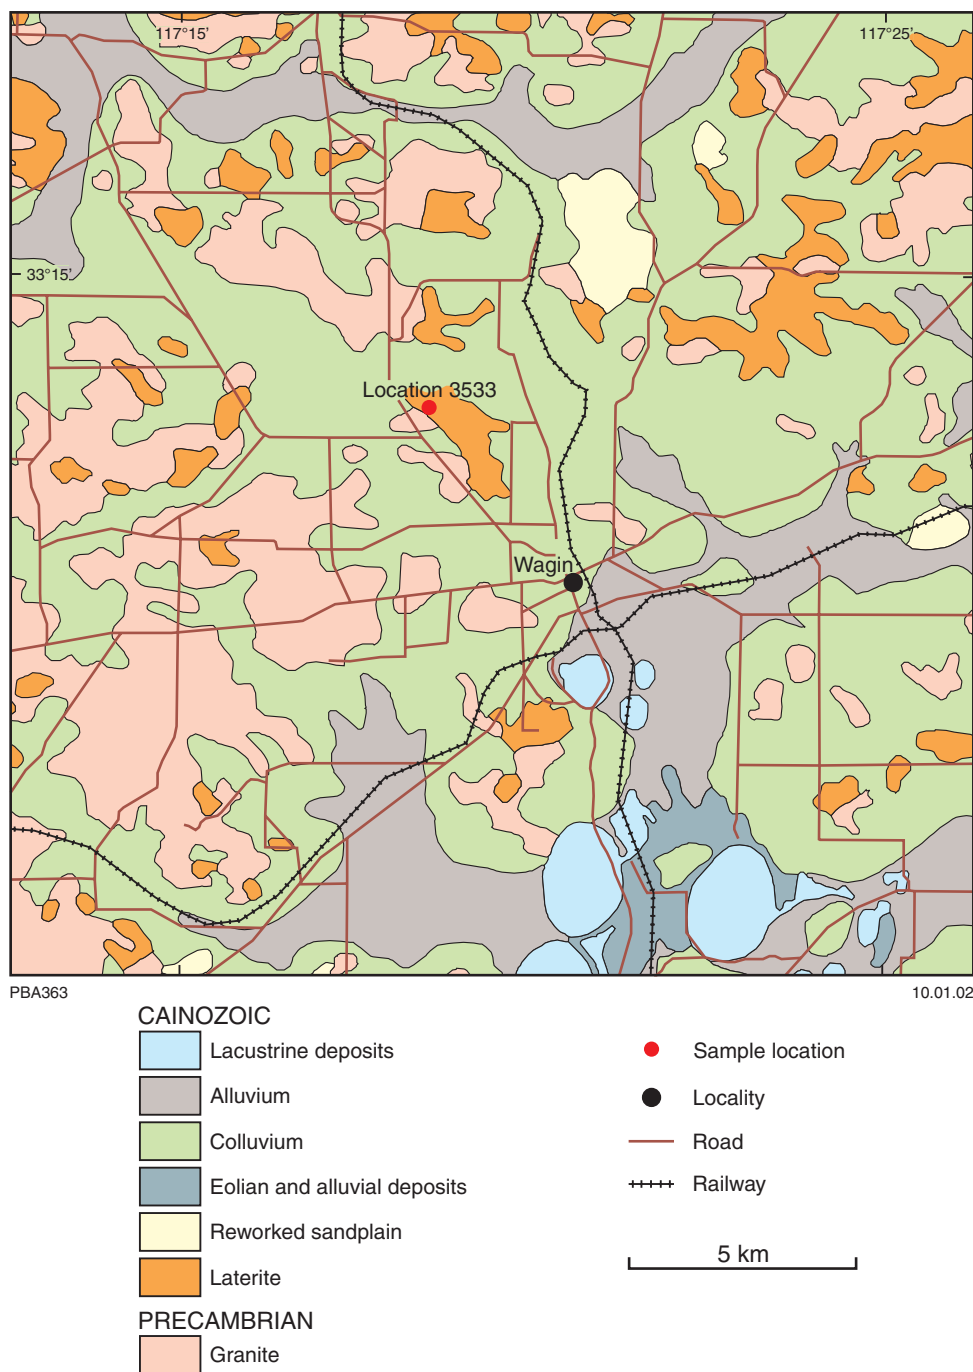 117°15'
117°25'
33°15'
Location 3533
Wagin
PBA363
10.01.02
CAINOZOIC
Lacustrine deposits
Alluvium
Colluvium
Eolian and alluvial deposits
Reworked sandplain
Laterite
PRECAMBRIAN
Granite
Sample location
Locality
Road
Railway
5 km